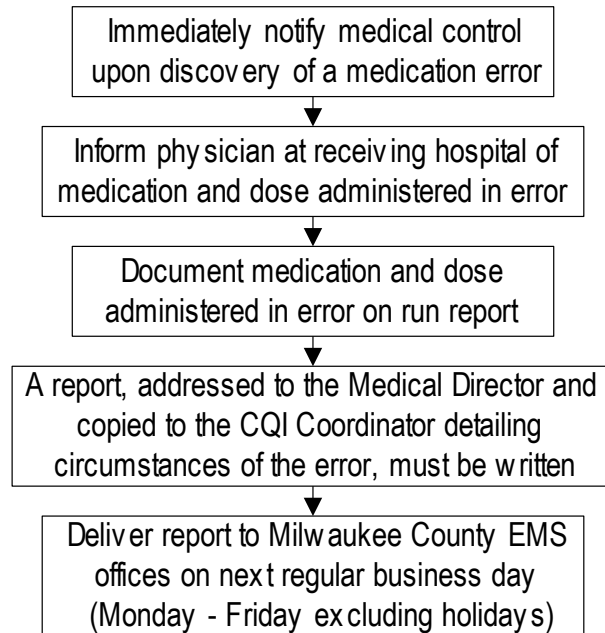 Immediately notify medical control
upon discovery of a medication error
Inform physician at receiving hospital of
medication and dose administered in error
Document medication and dose
administered in error on run report
A report, addressed to the Medical Director and
copied to the CQI Coordinator detailing
circumstances of the error, must be written
Deliver report to Milwaukee County EMS
offices on next regular business day
(Monday - Friday excluding holidays)